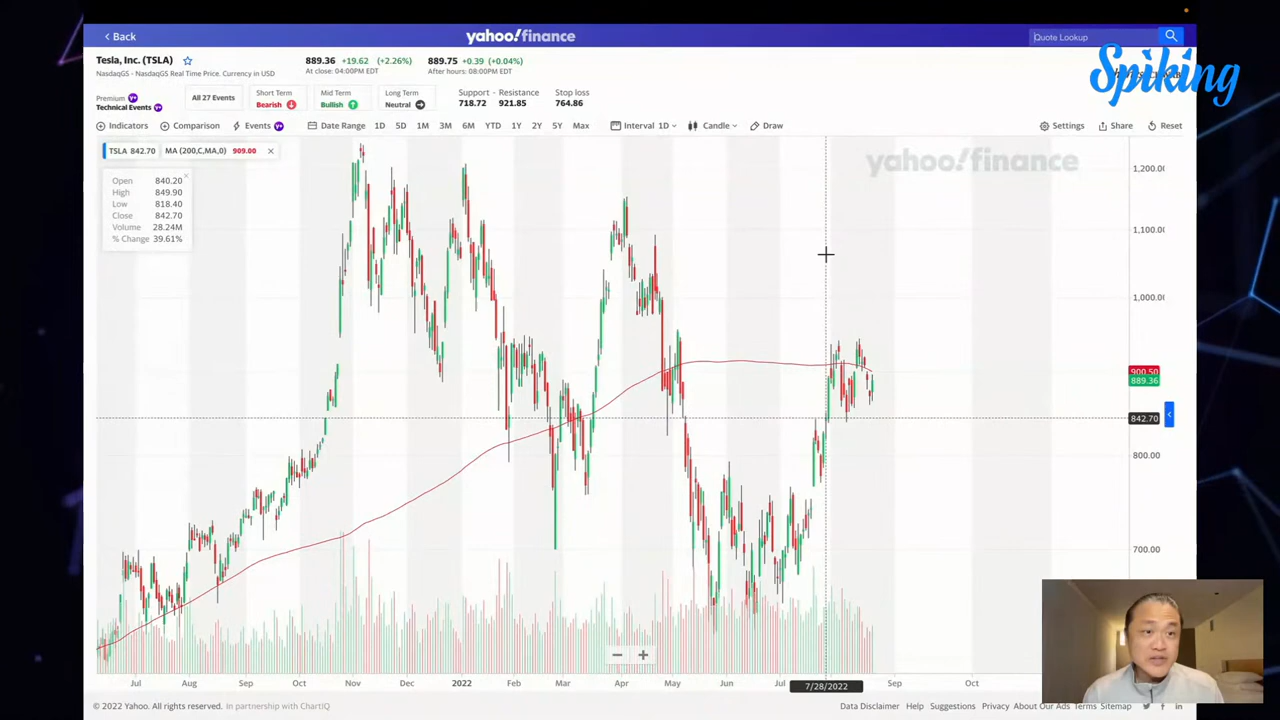 Back
yahoo!finance
Quote Lookup
Spiking
Tesla, Inc. (TSLA)
NasdaqGS - NasdaqGS Real Time Price. Currency in USD
889.36 +19.62 (+2.26%)
At close: 04:00PM EDT
889.75 +0.39 (+0.04%)
After hours: 08:00PM EDT
Premium
Technical Events
All 27 Events
Short Term
Bearish
Mid Term
Bullish
Long Term
Neutral
Support - Resistance
718.72 921.85
Stop loss
764.86
Indicators Comparison Events Date Range 1D 5D 1M 3M 6M YTD 1Y 2Y 5Y Max Interval 1D Candle Draw Settings Share Reset
TSLA 842.70 MA (200,C,MA,0) 909.00
yahoo!finance
Open 840.20
High 849.90
Low 818.40
Close 842.70
Volume 28.24M
% Change 39.61%
1,200.00
1,100.00
1,000.00
900.50
889.36
842.70
800.00
700.00
Jul Aug Sep Oct Nov Dec 2022 Feb Mar Apr May Jun Jul 7/28/2022 Sep Oct
© 2022 Yahoo. All rights reserved. in partnership with ChartIQ
Data Disclaimer Help Suggestions Privacy About Our Ads Terms Sitemap